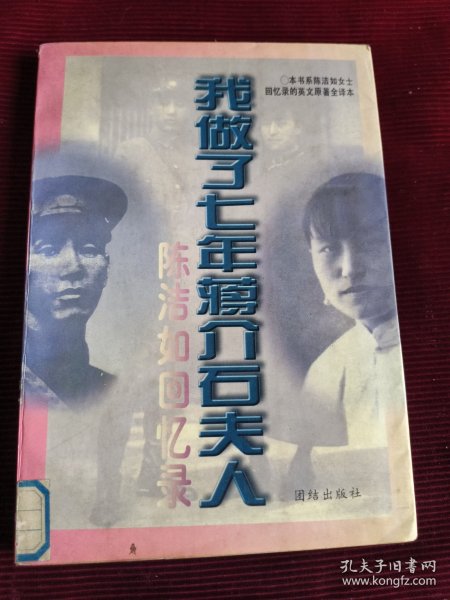 ○本书系陈洁如女士
回忆录的英文原著全译本
我做了七年蒋介石夫人
陈洁如回忆录
团结出版社
孔夫子旧书网
www.kongfz.com